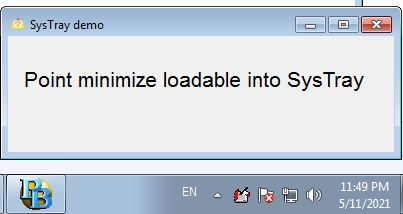 SysTray demo
Point minimize loadable into SysTray
EN
11:49 PM
5/11/2021